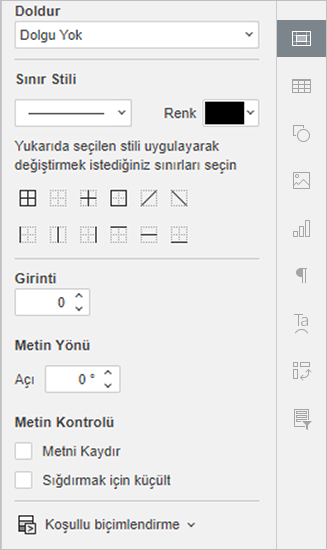 Doldur
Dolgu Yok
Sınır Stili
Renk
Yukarıda seçilen stili uygulayarak
değiştirmek istediğiniz sınırları seçin
Girinti
0
Metin Yönü
Açı 0 °
Metin Kontrolü
Metni Kaydır
Sığdırmak için küçült
Koşullu biçimlendirme
Ta